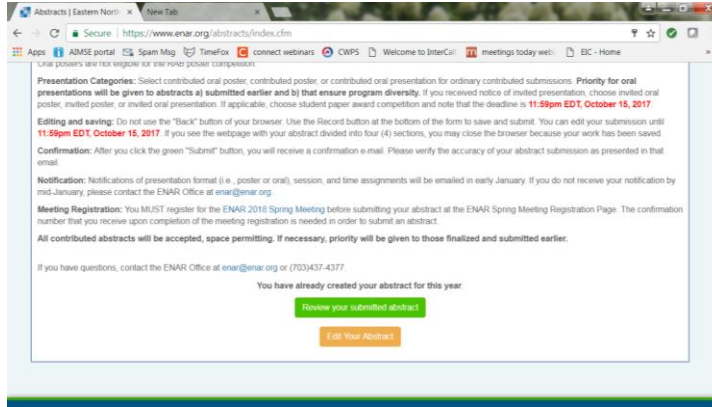 Abstracts | Eastern North
New Tab
Secure | https://www.enar.org/abstracts/index.cfm
Apps AIMSE portal Spam Msg TimeFox connect webinars CWPS Welcome to InterCall meetings today web EIC - Home
Oral posters are not eligible for the RAB poster competition.
Presentation Categories: Select contributed oral poster, contributed poster, or contributed oral presentation for ordinary contributed submissions. Priority for oral
presentations will be given to abstracts a) submitted earlier and b) that ensure program diversity. If you received notice of invited presentation, choose invited oral
poster, invited poster, or invited oral presentation. If applicable, choose student paper award competition and note that the deadline is 11:59pm EDT, October 15, 2017.
Editing and saving: Do not use the "Back" button of your browser. Use the Record button at the bottom of the form to save and submit. You can edit your submission until
11:59pm EDT, October 15, 2017. If you see the webpage with your abstract divided into four (4) sections, you may close the browser because your work has been saved
Confirmation: After you click the green "Submit" button, you will receive a confirmation e-mail. Please verify the accuracy of your abstract submission as presented in that
email.
Notification: Notifications of presentation format (i.e., poster or oral), session, and time assignments will be emailed in early January. If you do not receive your notification by
mid-January, please contact the ENAR Office at enar@enar.org.
Meeting Registration: You MUST register for the ENAR 2018 Spring Meeting before submitting your abstract at the ENAR Spring Meeting Registration Page. The confirmation
number that you receive upon completion of the meeting registration is needed in order to submit an abstract.
All contributed abstracts will be accepted, space permitting. If necessary, priority will be given to those finalized and submitted earlier.
If you have questions, contact the ENAR Office at enar@enar.org or (703)437-4377.
You have already created your abstract for this year.
Review your submitted abstract
Edit Your Abstract